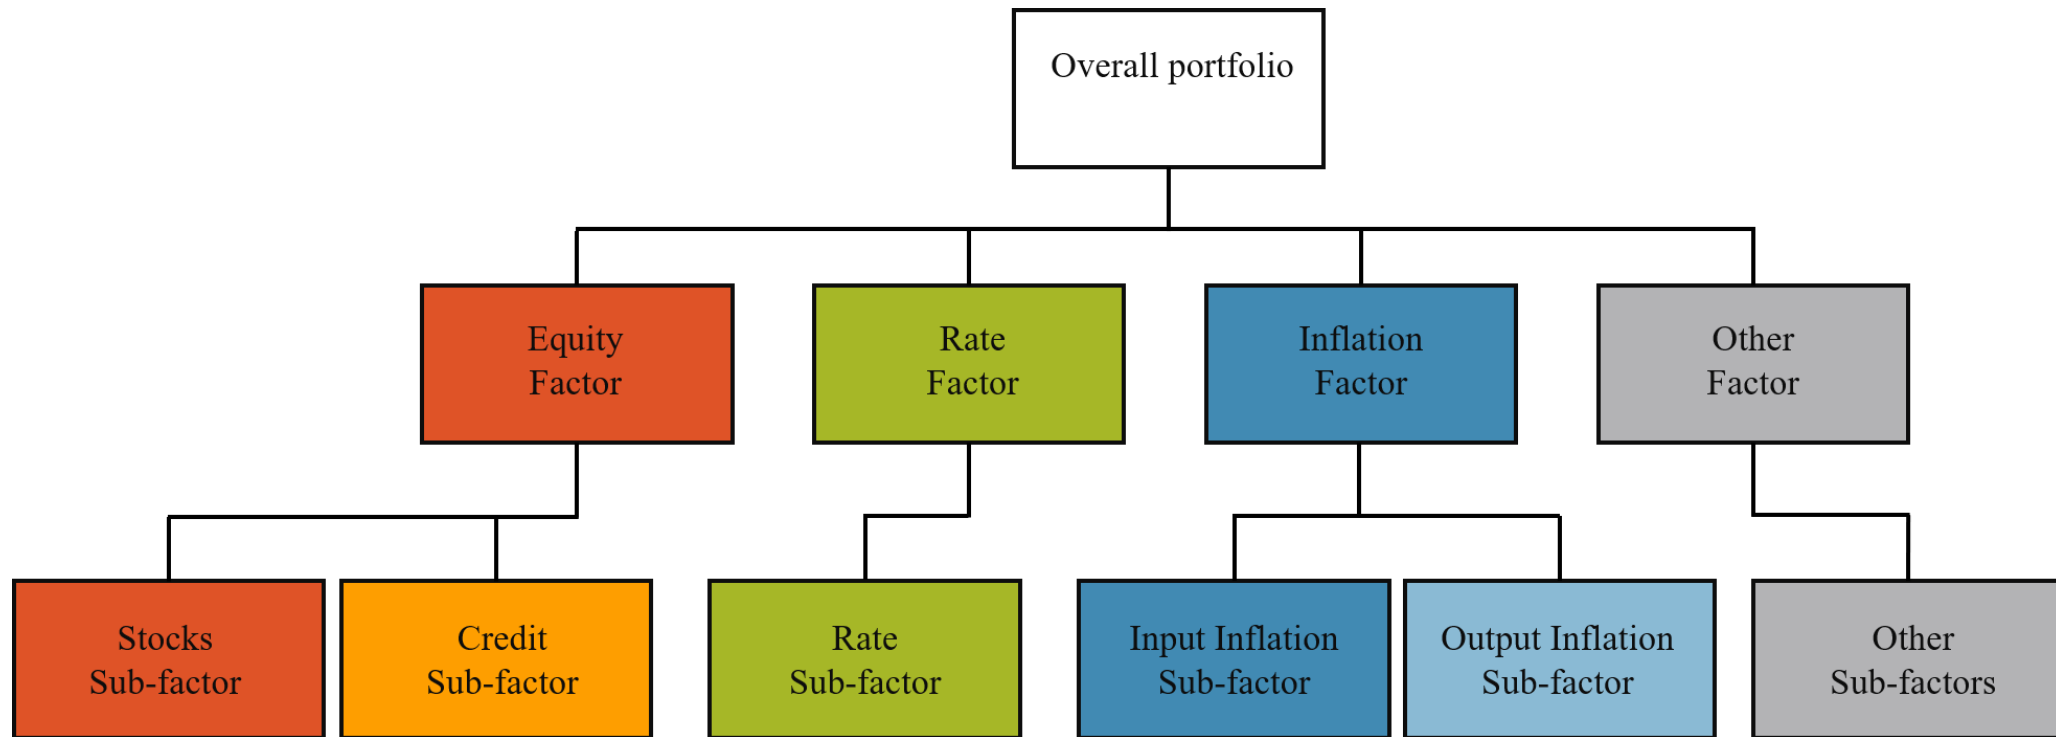 Overall portfolio
Equity
Factor
Rate
Factor
Inflation
Factor
Other
Factor
Stocks
Sub-factor
Credit
Sub-factor
Rate
Sub-factor
Input Inflation
Sub-factor
Output Inflation
Sub-factor
Other
Sub-factors